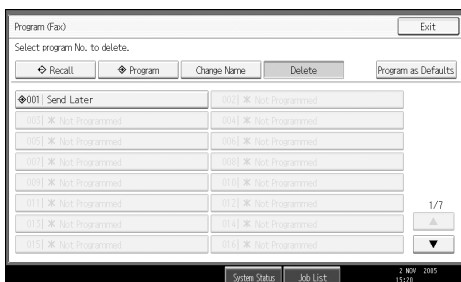 Program (Fax) Exit
Select program No. to delete.
Recall Program Change Name Delete Program as Defaults
001 Send Later 002 Not Programmed
003 Not Programmed 004 Not Programmed
005 Not Programmed 006 Not Programmed
007 Not Programmed 008 Not Programmed
009 Not Programmed 010 Not Programmed
011 Not Programmed 012 Not Programmed 1/7
013 Not Programmed 014 Not Programmed
015 Not Programmed 016 Not Programmed
System Status Job List 2 NOV 2005
15:20